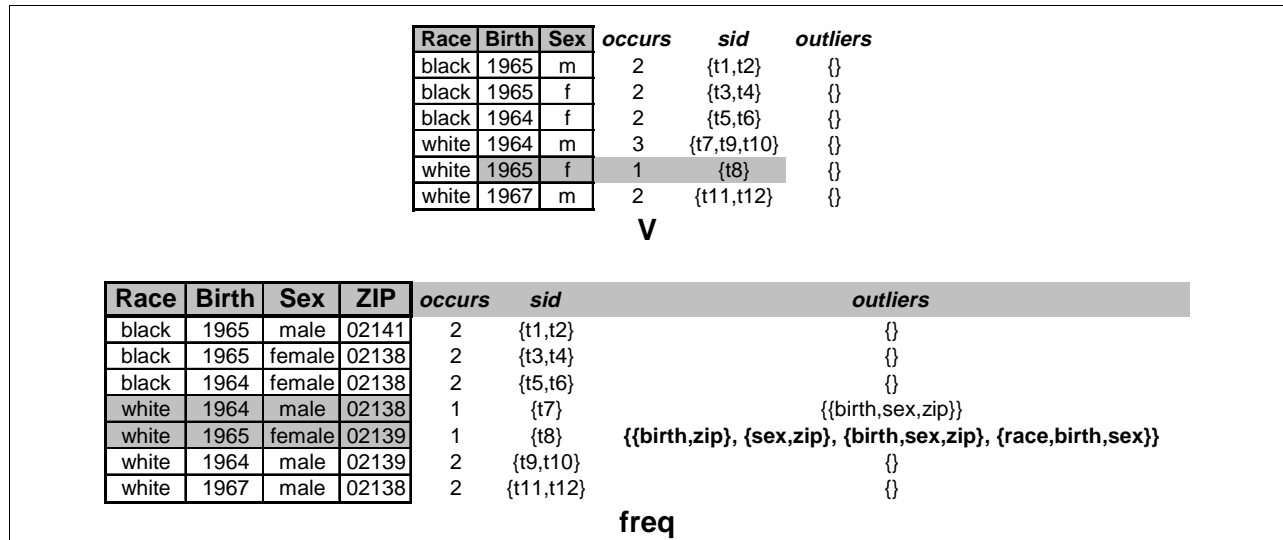 Race Birth Sex occurs sid outliers
black 1965 m 2 {t1,t2} {}
black 1965 f 2 {t3,t4} {}
black 1964 f 2 {t5,t6} {}
white 1964 m 3 {t7,t9,t10} {}
white 1965 f 1 {t8} {}
white 1967 m 2 {t11,t12} {}
V
Race Birth Sex ZIP occurs sid outliers
black 1965 male 02141 2 {t1,t2} {}
black 1965 female 02138 2 {t3,t4} {}
black 1964 female 02138 2 {t5,t6} {}
white 1964 male 02138 1 {t7} {{birth,sex,zip}}
white 1965 female 02139 1 {t8} {{birth,zip}, {sex,zip}, {birth,sex,zip}, {race,birth,sex}}
white 1964 male 02139 2 {t9,t10} {}
white 1967 male 02138 2 {t11,t12} {}
freq